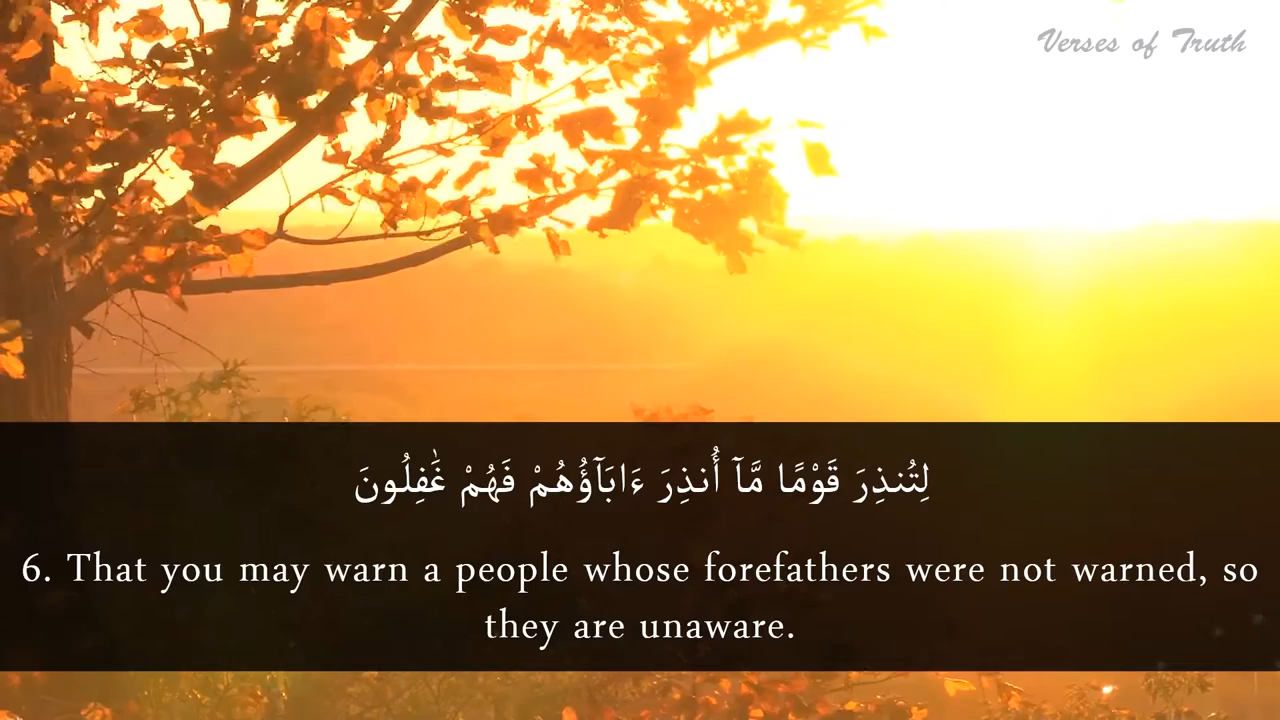 Verses of Truth
لِتُنذِرَ قَوْمًا مَّآ أُنذِرَ ءَابَآؤُهُمْ فَهُمْ غَٰفِلُونَ
6. That you may warn a people whose forefathers were not warned, so
they are unaware.